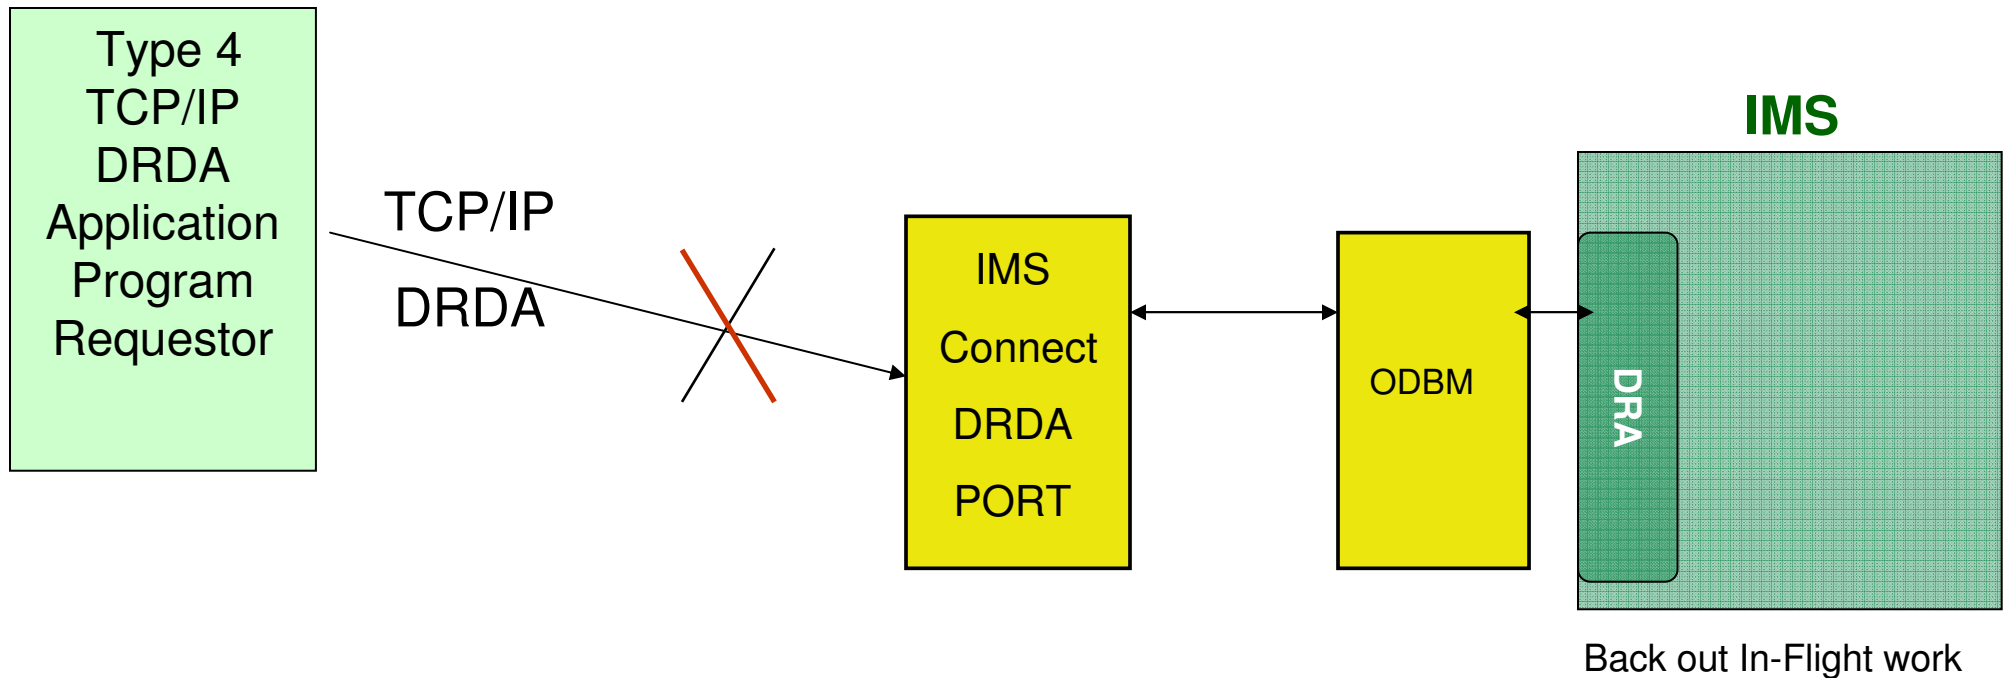 Type 4
TCP/IP
DRDA
Application
Program
Requestor
TCP/IP
DRDA
IMS
Connect
DRDA
PORT
ODBM
IMS
DRA
Back out In-Flight work